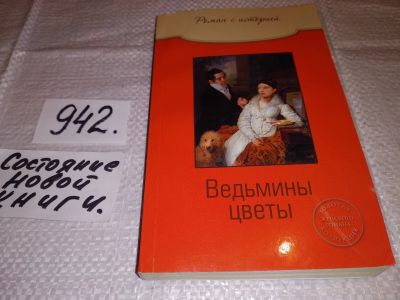 Роман с историей
942.
Состояние
новой
книги.
Ведьмины
цветы